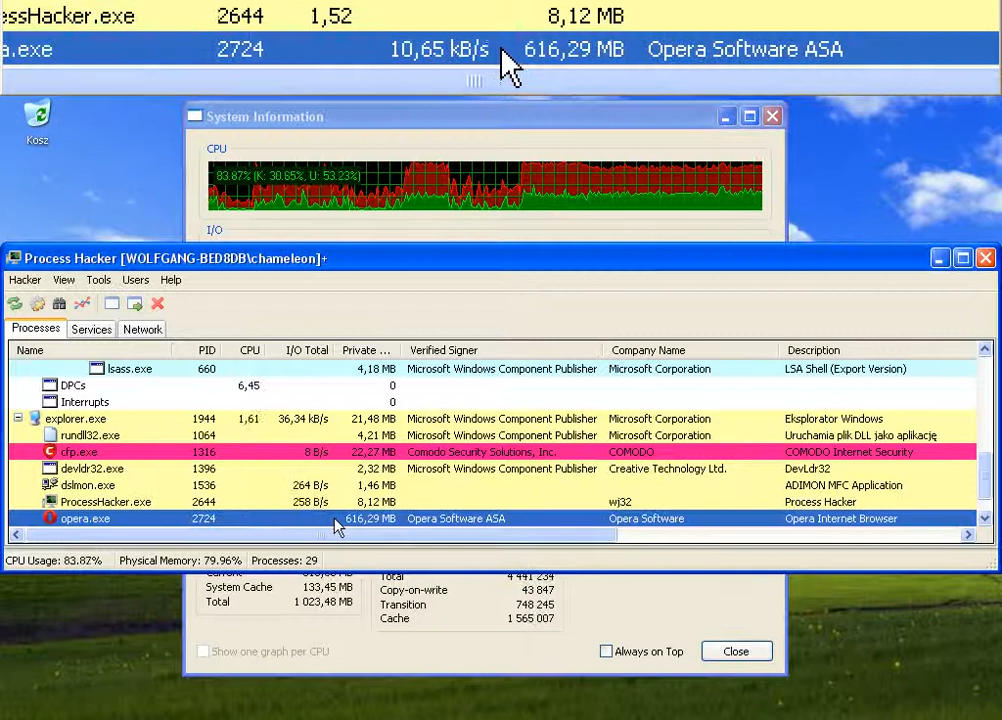 essHacker.exe 2644 1,52 8,12 MB
a.exe 2724 10,65 kB/s 616,29 MB Opera Software ASA
Kosz
System Information
CPU
83.87% (K: 30.65%, U: 53.23%)
I/O
Process Hacker [WOLFGANG-BED8DB\chameleon]+
Hacker View Tools Users Help
Processes Services Network
Name PID CPU I/O Total Private ... Verified Signer Company Name Description
lsass.exe 660 4,18 MB Microsoft Windows Component Publisher Microsoft Corporation LSA Shell (Export Version)
DPCs 6,45 0
Interrupts 0
explorer.exe 1944 1,61 36,34 kB/s 21,48 MB Microsoft Windows Component Publisher Microsoft Corporation Eksplorator Windows
rundll32.exe 1064 4,21 MB Microsoft Windows Component Publisher Microsoft Corporation Uruchamia plik DLL jako aplikację
cfp.exe 1316 8 B/s 22,27 MB Comodo Security Solutions, Inc. COMODO COMODO Internet Security
devldr32.exe 1396 2,32 MB Microsoft Windows Component Publisher Creative Technology Ltd. DevLdr32
dslmon.exe 1536 264 B/s 1,46 MB ADIMON MFC Application
ProcessHacker.exe 2644 258 B/s 8,12 MB wj32 Process Hacker
opera.exe 2724 616,29 MB Opera Software ASA Opera Software Opera Internet Browser
CPU Usage: 83.87% Physical Memory: 79.96% Processes: 29
Total 4 441 234
System Cache 133,45 MB Copy-on-write 43 847
Total 1 023,48 MB Transition 748 245
Cache 1 565 007
Show one graph per CPU Always on Top Close